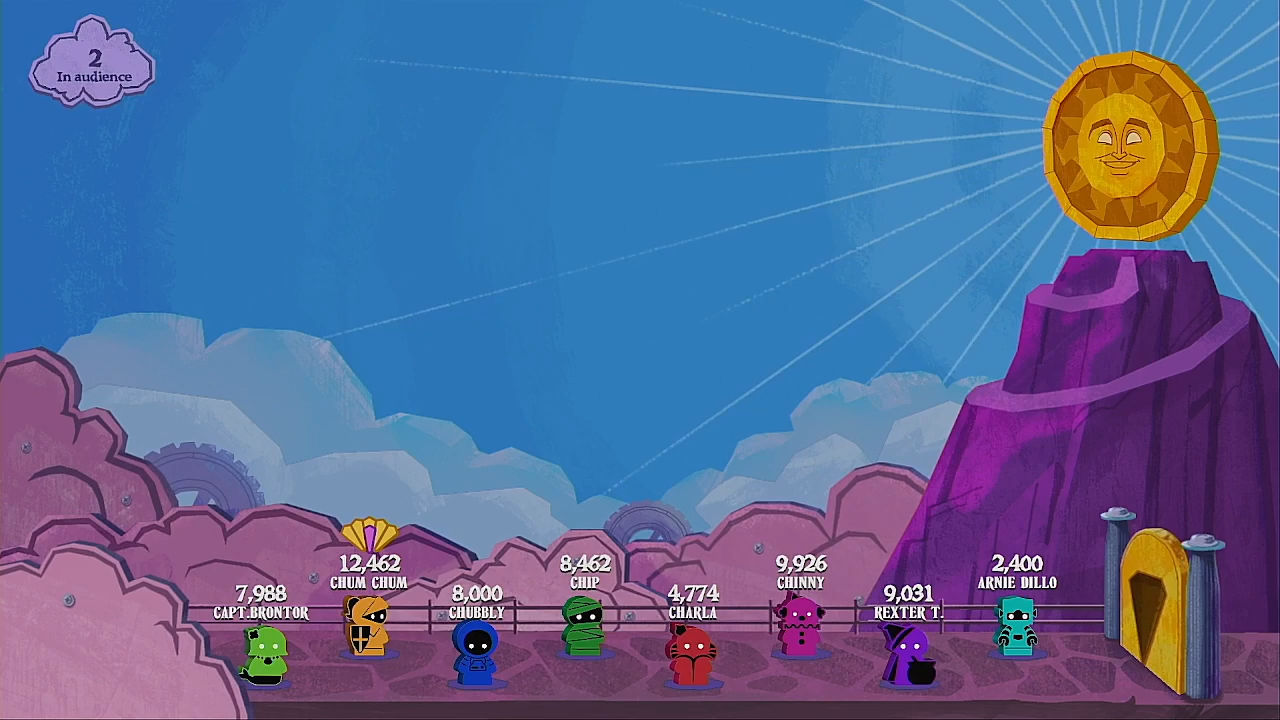 2
In audience
7,988
CAPT.BRONTOR
12,462
CHUM CHUM
8,000
CHUBBLY
8,462
CHIP
4,774
CHARLA
9,926
CHINNY
9,031
REXTER T.
2,400
ARNIE DILLO